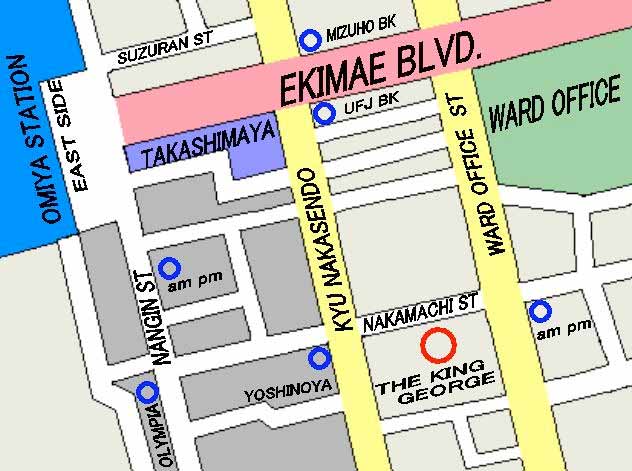 SUZURAN ST
MIZUHO BK
EKIMAE BLVD.
UFJ BK
OMIYA STATION
EAST SIDE
TAKASHIMAYA
WARD OFFICE ST
WARD OFFICE
KYU NAKASENDO
NANGIN ST
am pm
NAKAMACHI ST
am pm
YOSHINOYA
THE KING
GEORGE
OLYMPIA